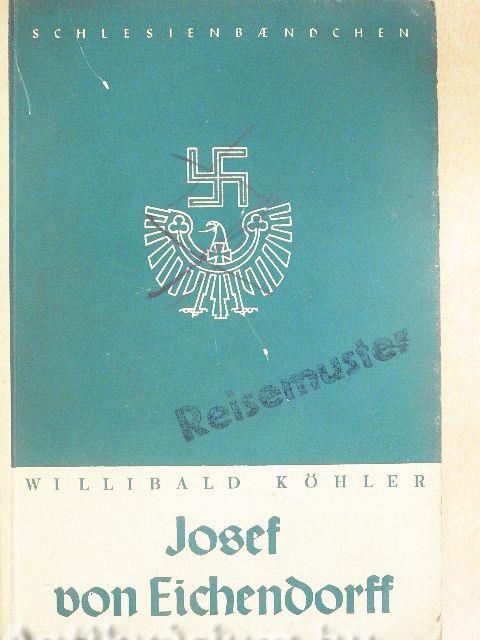 SCHLESIENBÆNDCHEN
Reisemuster
WILLIBALD KÖHLER
Josef
von Eichendorff